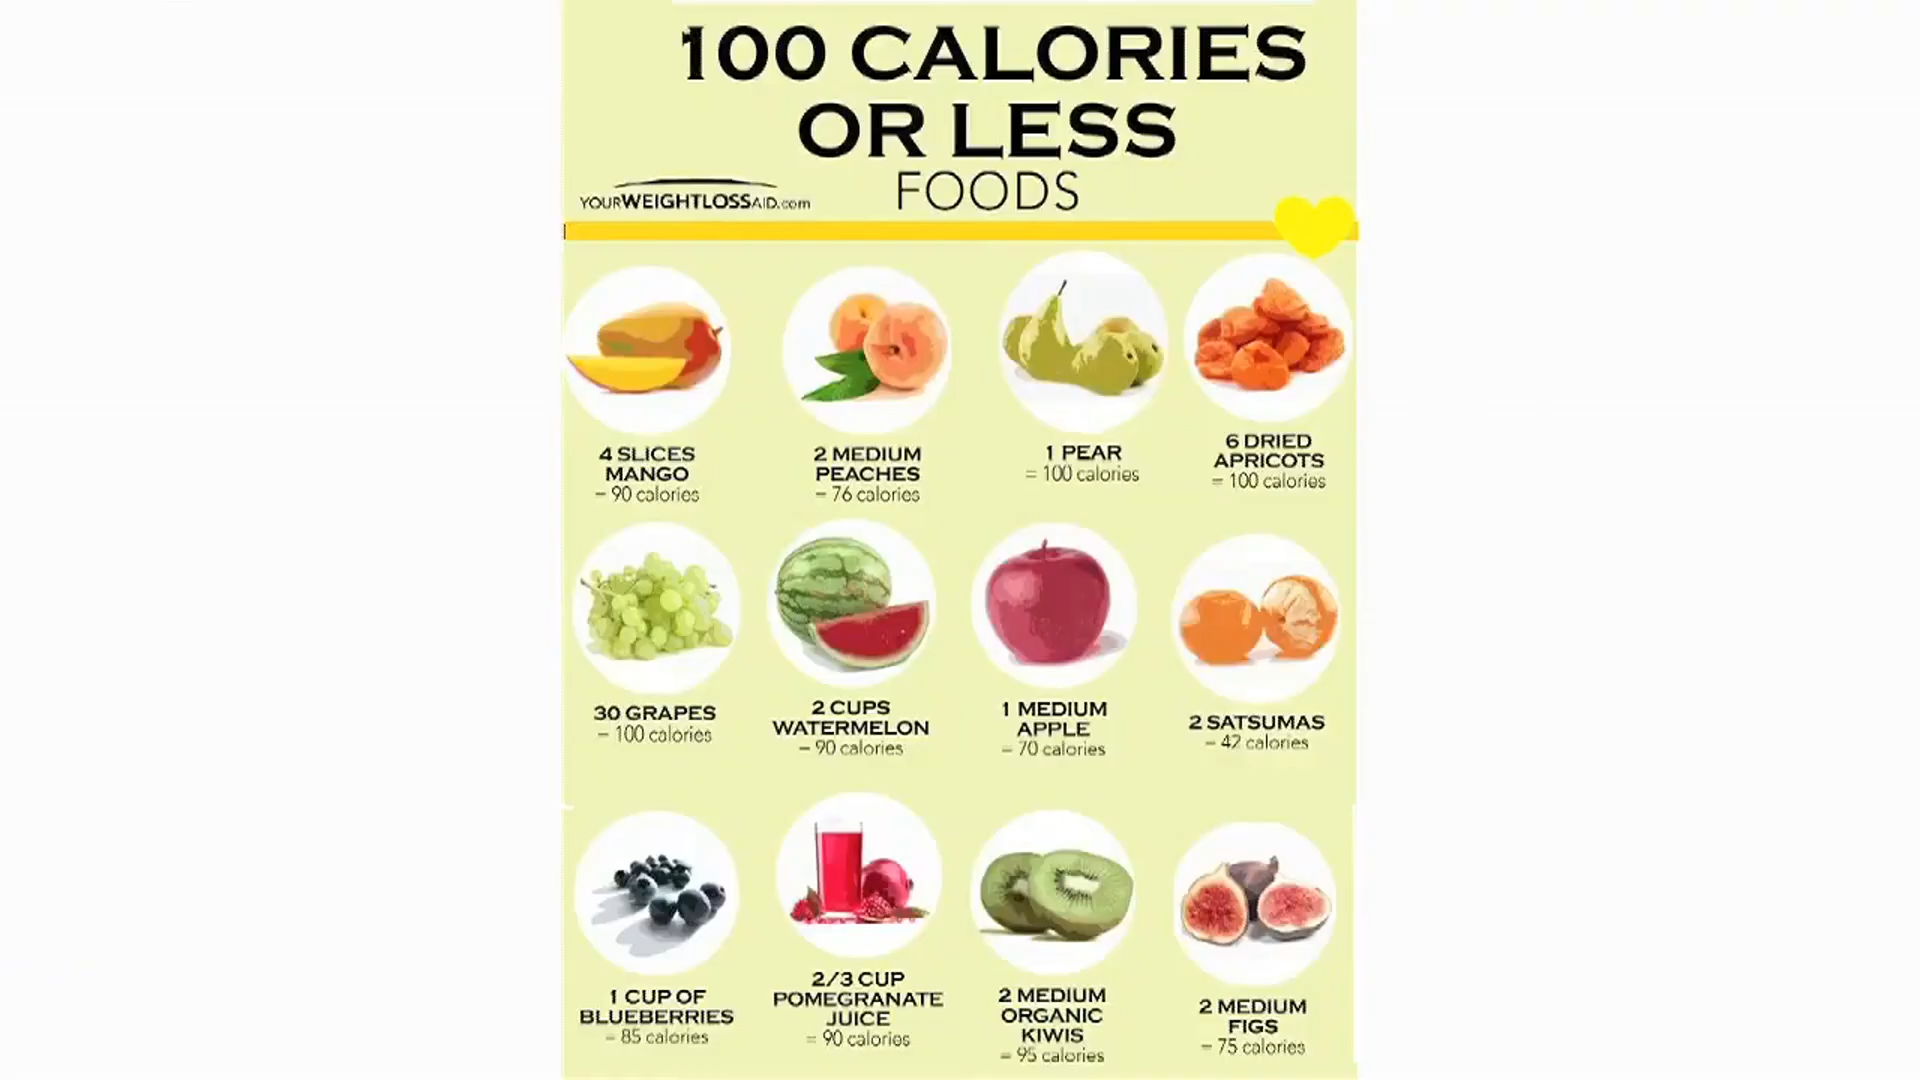 100 CALORIES
OR LESS
FOODS
YOURWEIGHTLOSSAID.com
4 SLICES
MANGO
= 90 calories
2 MEDIUM
PEACHES
= 76 calories
1 PEAR
= 100 calories
6 DRIED
APRICOTS
= 100 calories
30 GRAPES
= 100 calories
2 CUPS
WATERMELON
= 90 calories
1 MEDIUM
APPLE
= 70 calories
2 SATSUMAS
= 42 calories
1 CUP OF
BLUEBERRIES
= 85 calories
2/3 CUP
POMEGRANATE
JUICE
= 90 calories
2 MEDIUM
ORGANIC
KIWIS
= 95 calories
2 MEDIUM
FIGS
= 75 calories